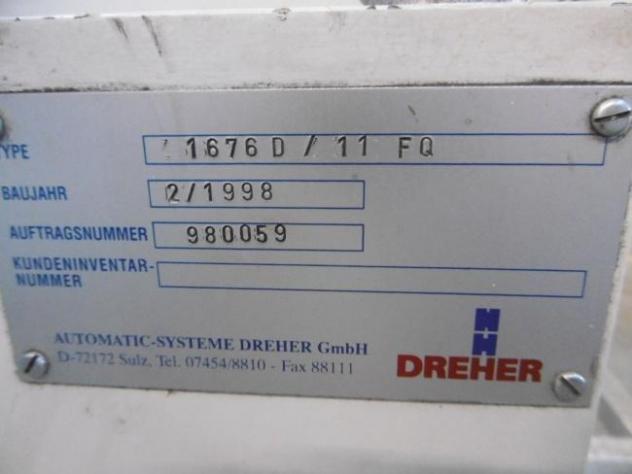 TYPE 1676 D / 11 FQ
BAUJAHR 2/1998
AUFTRAGSNUMMER 980059
KUNDENINVENTAR-
NUMMER
AUTOMATIC-SYSTEME DREHER GmbH
D-72172 Sulz, Tel. 07454/8810 - Fax 88111
DREHER